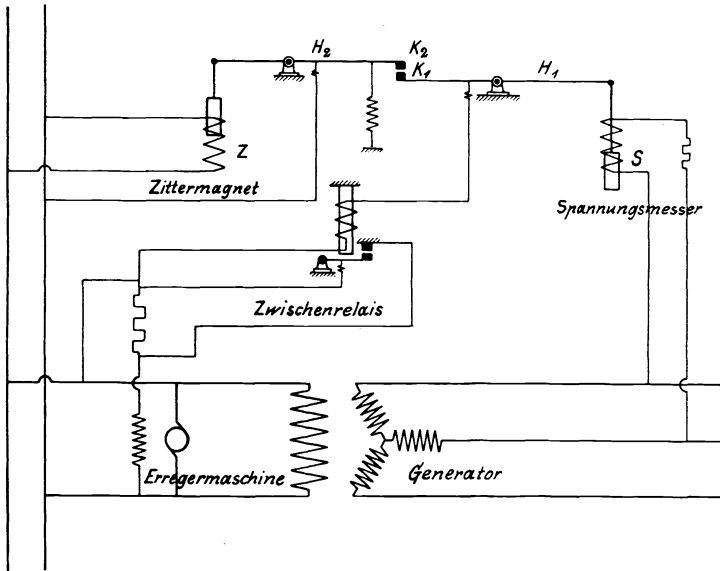 H2
K2
K1
H1
Z
S
Zittermagnet
Spannungsmesser
Zwischenrelais
Erregermaschine
Generator